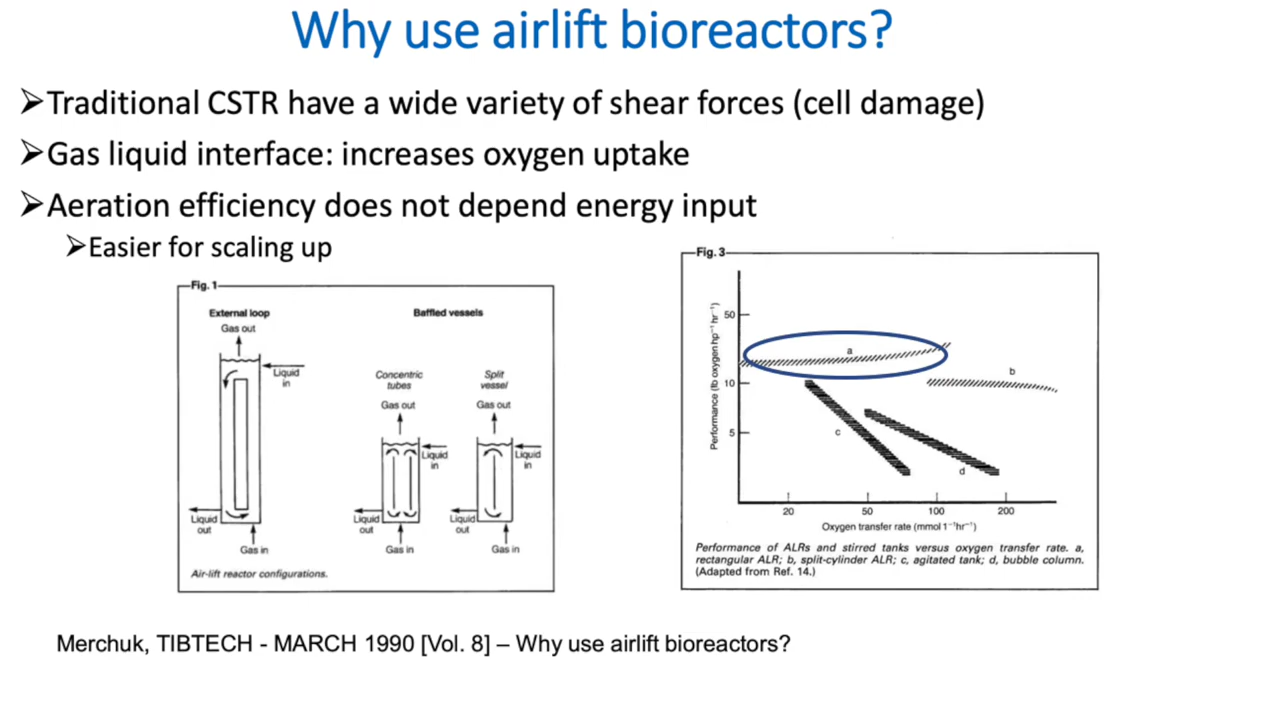 Why use airlift bioreactors?
➢Traditional CSTR have a wide variety of shear forces (cell damage)
➢Gas liquid interface: increases oxygen uptake
➢Aeration efficiency does not depend energy input
➢Easier for scaling up
Fig. 1
External loop
Gas out
Liquid
in
Liquid
out
Gas in
Baffled vessels
Concentric
tubes
Gas out
Liquid
in
Liquid
out
Gas in
Split
vessel
Gas out
Liquid
in
Liquid
out
Gas in
Air-lift reactor configurations.
Fig. 3
Performance (lb oxygen hp⁻¹ hr⁻¹)
50
10
5
a
b
c
d
20
50
100
200
Oxygen transfer rate (mmol 1⁻¹hr⁻¹)
Performance of ALRs and stirred tanks versus oxygen transfer rate. a,
rectangular ALR; b, split-cylinder ALR; c, agitated tank; d, bubble column.
(Adapted from Ref. 14.)
Merchuk, TIBTECH - MARCH 1990 [Vol. 8] – Why use airlift bioreactors?